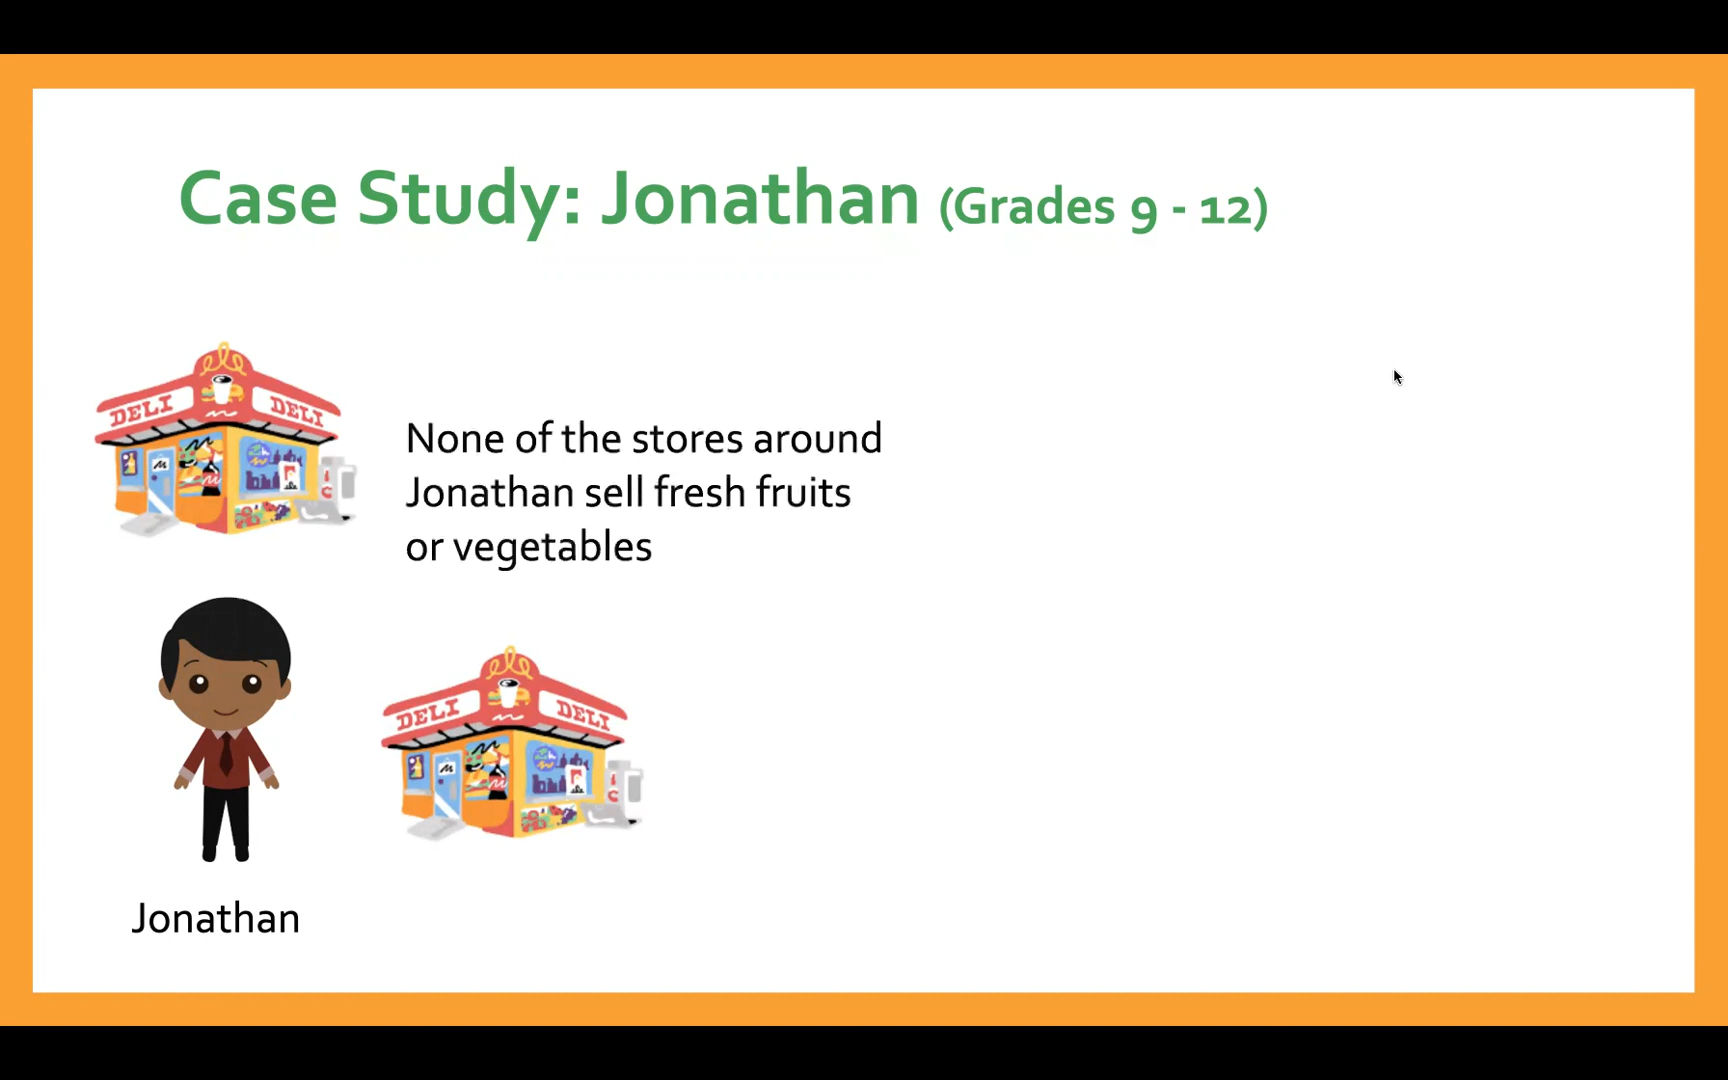 Case Study: Jonathan (Grades 9 - 12)
DELI DELI
None of the stores around
Jonathan sell fresh fruits
or vegetables
DELI DELI
Jonathan